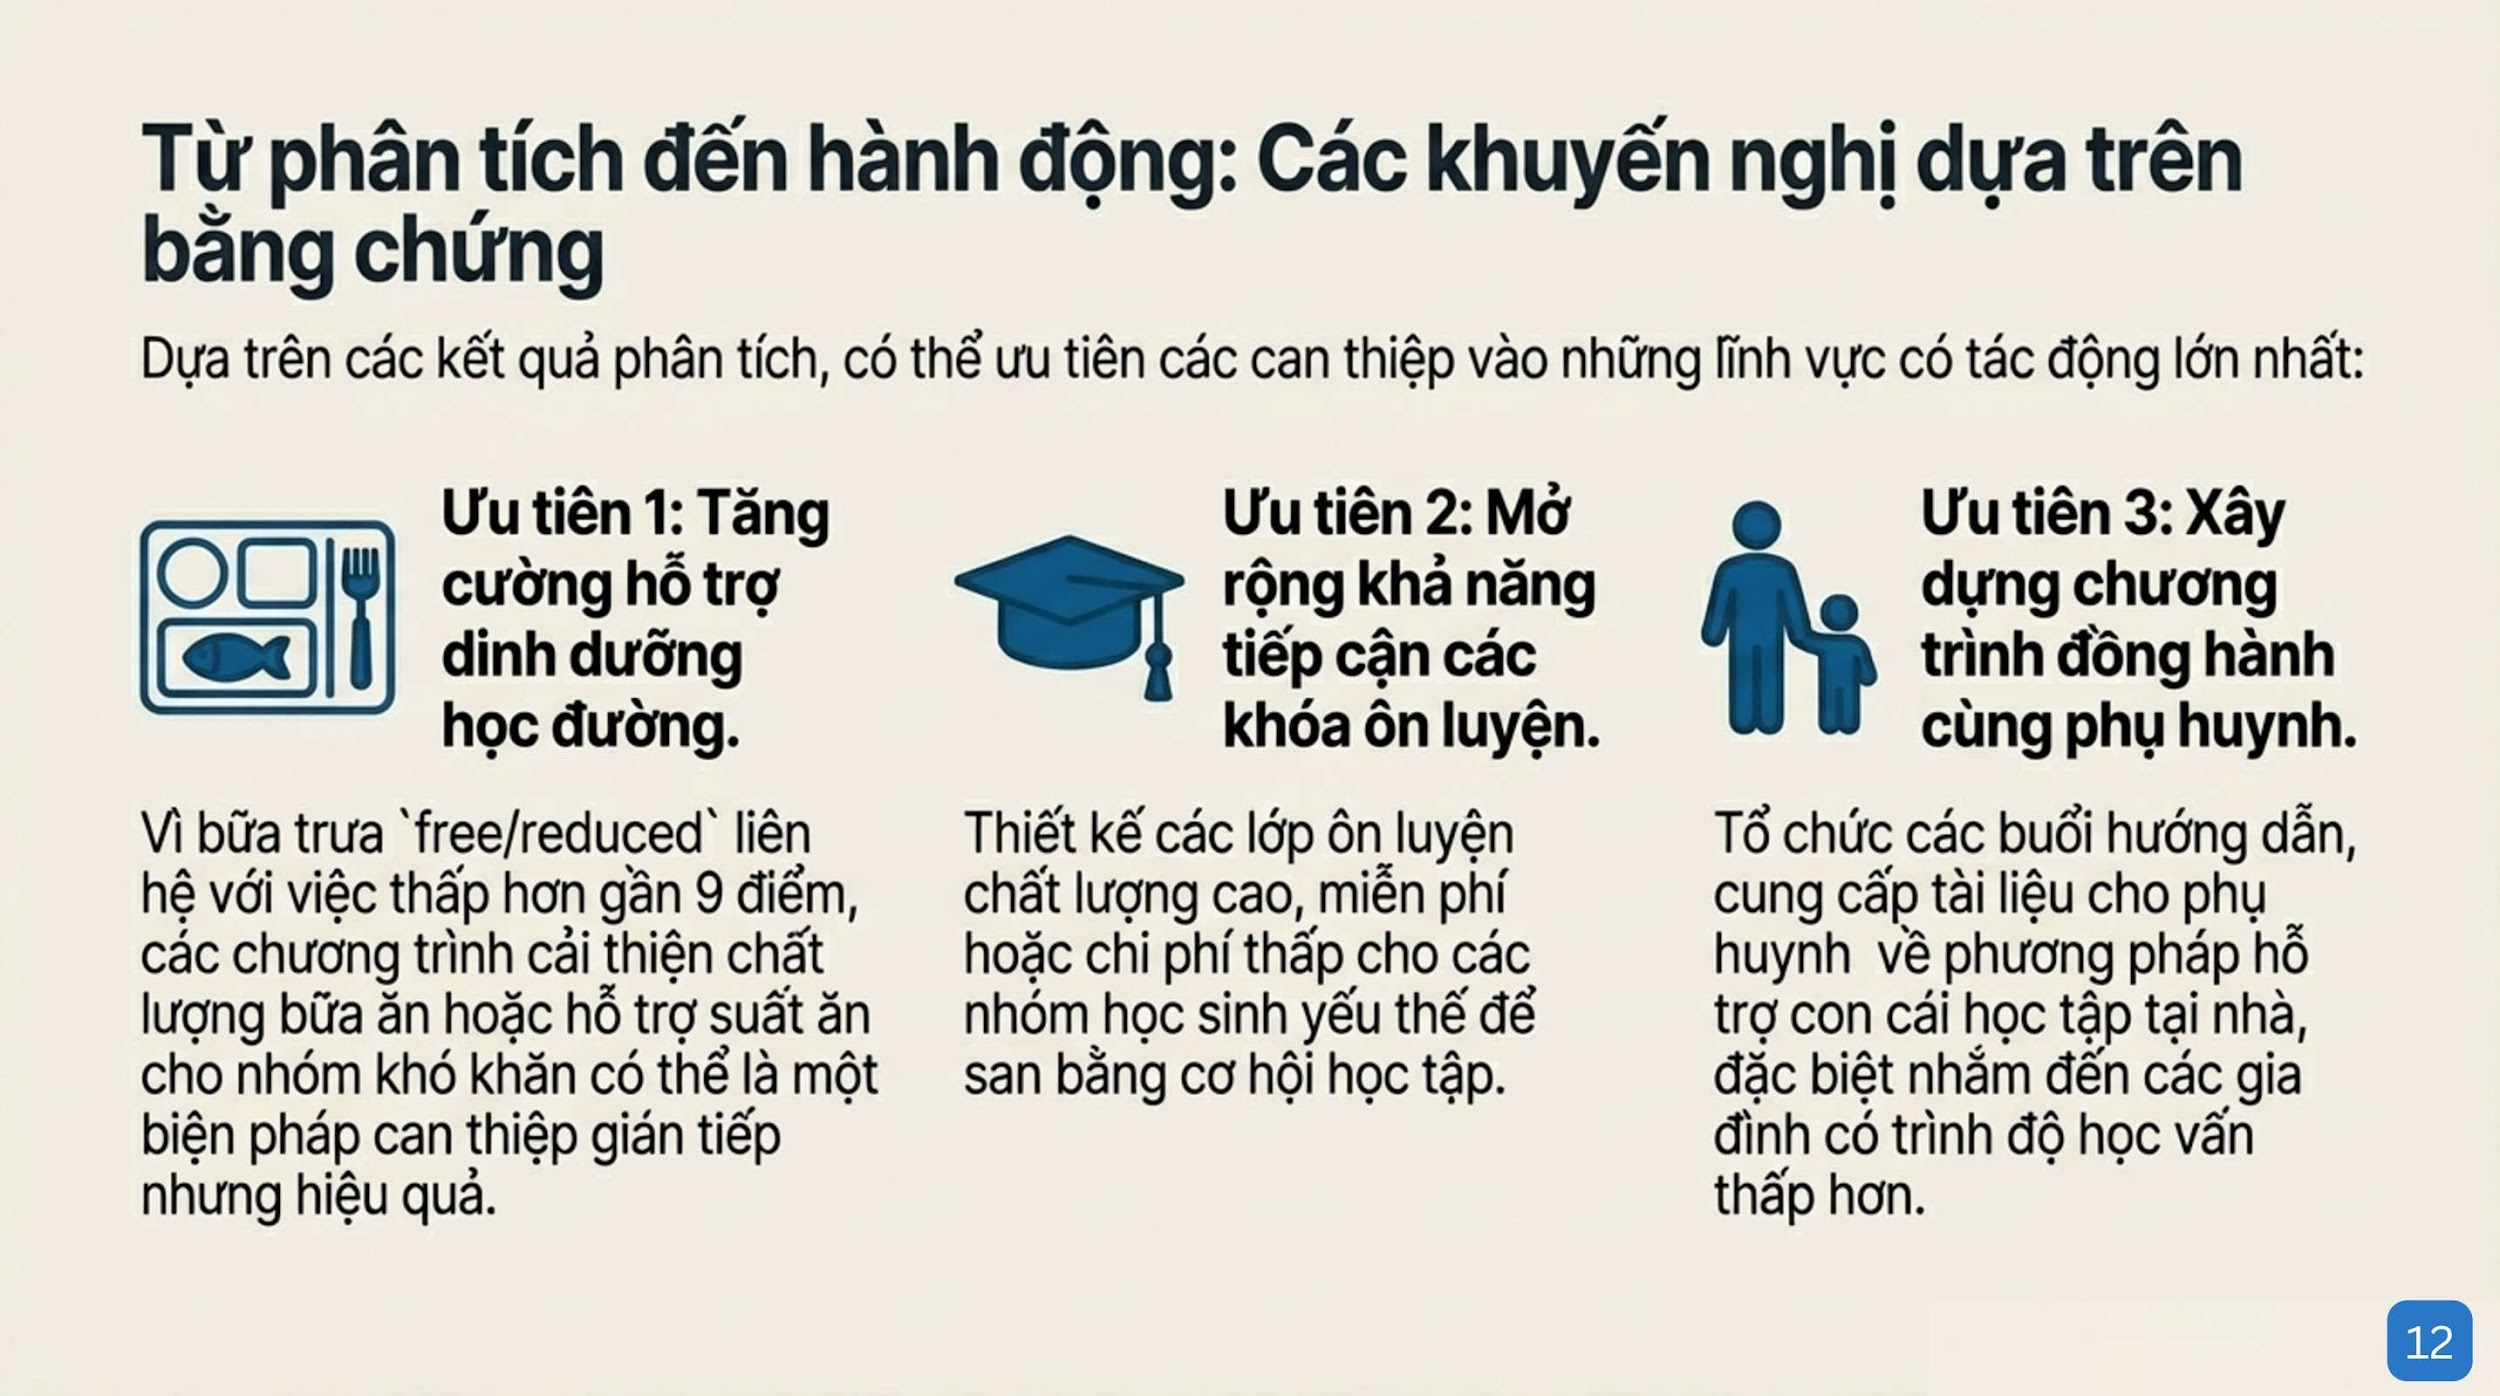 Từ phân tích đến hành động: Các khuyến nghị dựa trên
bằng chứng
Dựa trên các kết quả phân tích, có thể ưu tiên các can thiệp vào những lĩnh vực có tác động lớn nhất:
Ưu tiên 1: Tăng
cường hỗ trợ
dinh dưỡng
học đường.
Vì bữa trưa `free/reduced` liên
hệ với việc thấp hơn gần 9 điểm,
các chương trình cải thiện chất
lượng bữa ăn hoặc hỗ trợ suất ăn
cho nhóm khó khăn có thể là một
biện pháp can thiệp gián tiếp
nhưng hiệu quả.
Ưu tiên 2: Mở
rộng khả năng
tiếp cận các
khóa ôn luyện.
Thiết kế các lớp ôn luyện
chất lượng cao, miễn phí
hoặc chi phí thấp cho các
nhóm học sinh yếu thế để
san bằng cơ hội học tập.
Ưu tiên 3: Xây
dựng chương
trình đồng hành
cùng phụ huynh.
Tổ chức các buổi hướng dẫn,
cung cấp tài liệu cho phụ
huynh về phương pháp hỗ
trợ con cái học tập tại nhà,
đặc biệt nhắm đến các gia
đình có trình độ học vấn
thấp hơn.
12